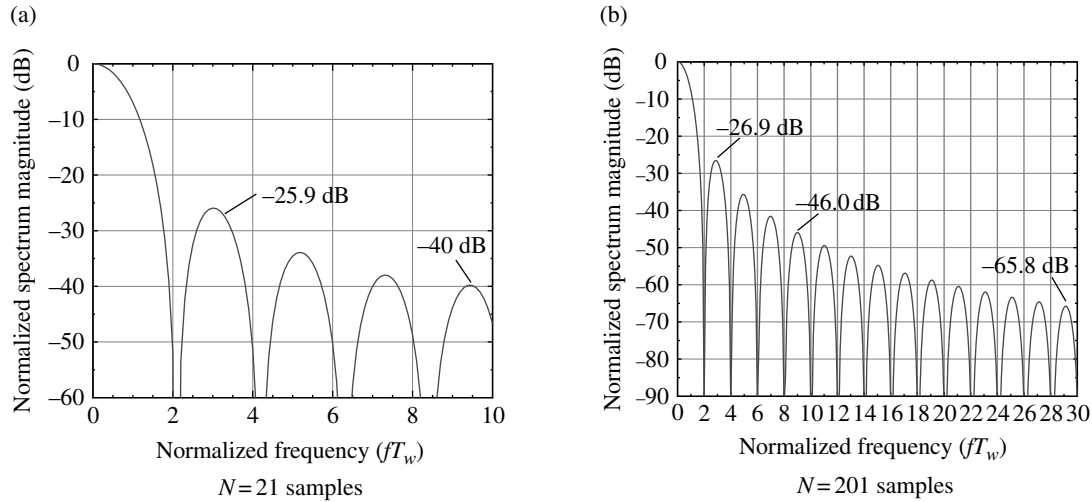 (a)
Normalized spectrum magnitude (dB)
0
–10
–20
–30
–40
–50
–60
–25.9 dB
–40 dB
0 2 4 6 8 10
Normalized frequency (fT_w)
N = 21 samples
(b)
Normalized spectrum magnitude (dB)
0
–10
–20
–30
–40
–50
–60
–70
–80
–90
–26.9 dB
–46.0 dB
–65.8 dB
0 2 4 6 8 10 12 14 16 18 20 22 24 26 28 30
Normalized frequency (fT_w)
N = 201 samples